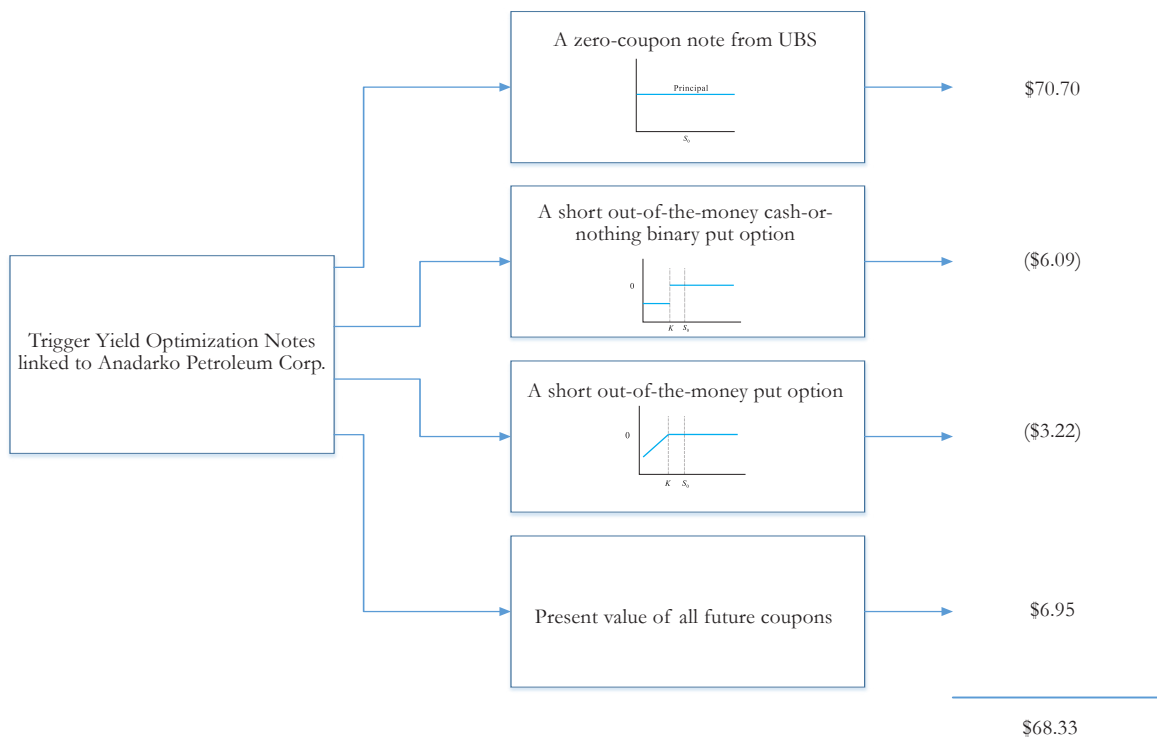 A zero-coupon note from UBS
Principal
S₀
$70.70
A short out-of-the-money cash-or-
nothing binary put option
0
K
S₀
($6.09)
Trigger Yield Optimization Notes
linked to Anadarko Petroleum Corp.
A short out-of-the-money put option
0
K
S₀
($3.22)
Present value of all future coupons
$6.95
$68.33